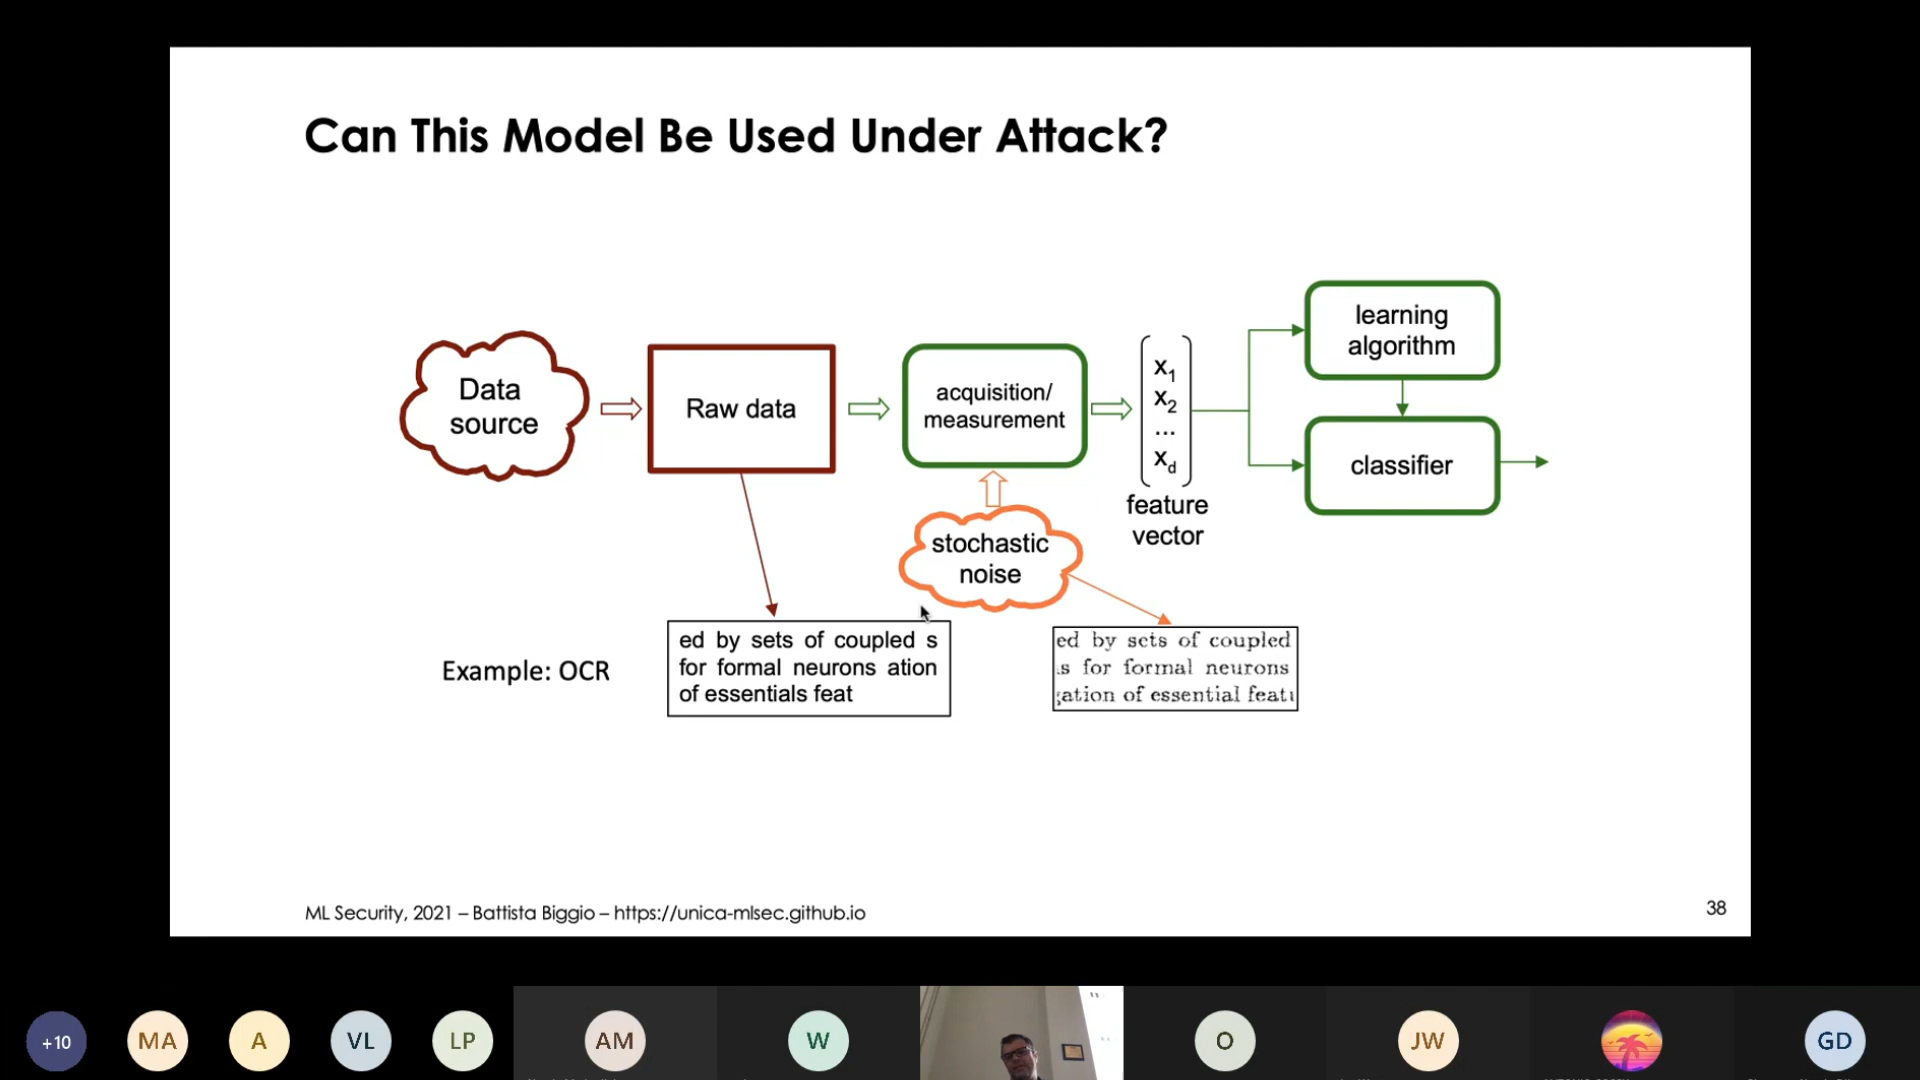 Can This Model Be Used Under Attack?
Data
source
Raw data
acquisition/
measurement
x1
x2
...
xd
feature
vector
learning
algorithm
classifier
stochastic
noise
Example: OCR
ed by sets of coupled s
for formal neurons ation
of essentials feat
ed by sets of coupled
s for formal neurons
ation of essential feat
ML Security, 2021 – Battista Biggio – https://unica-mlsec.github.io
38
+10
MA
A
VL
LP
AM
W
O
JW
GD